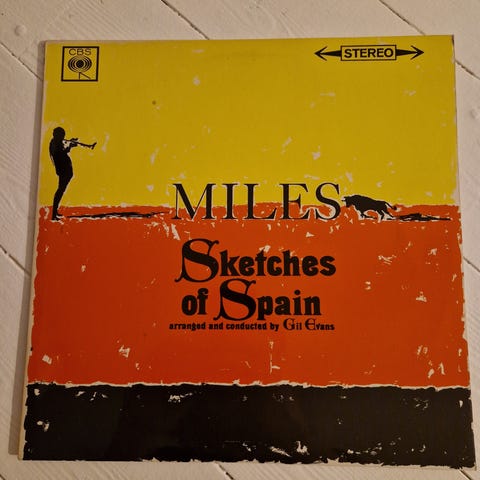 CBS
STEREO
MILES
Sketches
of Spain
arranged and conducted by Gil Evans